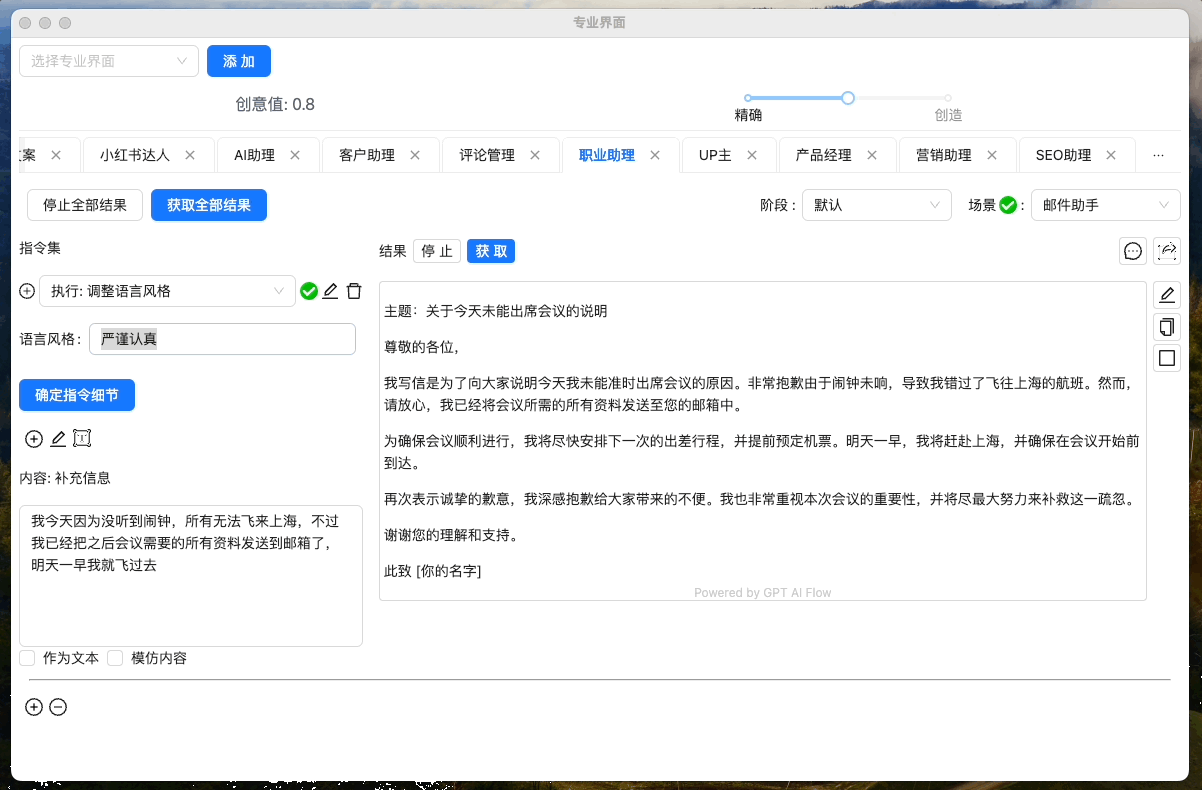 专业界面
选择专业界面
添 加
创意值: 0.8
精确
创造
案
小红书达人
AI助理
客户助理
评论管理
职业助理
UP主
产品经理
营销助理
SEO助理
···
停止全部结果
获取全部结果
阶段 :
默认
场景 :
邮件助手
指令集
结果
停 止
获 取
执行: 调整语言风格
语言风格:
严谨认真
确定指令细节
内容: 补充信息
我今天因为没听到闹钟，所有无法飞来上海，不过
我已经把之后会议需要的所有资料发送到邮箱了，
明天一早我就飞过去
作为文本
模仿内容
主题：关于今天未能出席会议的说明
尊敬的各位，
我写信是为了向大家说明今天我未能准时出席会议的原因。非常抱歉由于闹钟未响，导致我错过了飞往上海的航班。然而，
请放心，我已经将会议所需的所有资料发送至您的邮箱中。
为确保会议顺利进行，我将尽快安排下一次的出差行程，并提前预定机票。明天一早，我将赶赴上海，并确保在会议开始前
到达。
再次表示诚挚的歉意，我深感抱歉给大家带来的不便。我也非常重视本次会议的重要性，并将尽最大努力来补救这一疏忽。
谢谢您的理解和支持。
此致 [你的名字]
Powered by GPT AI Flow